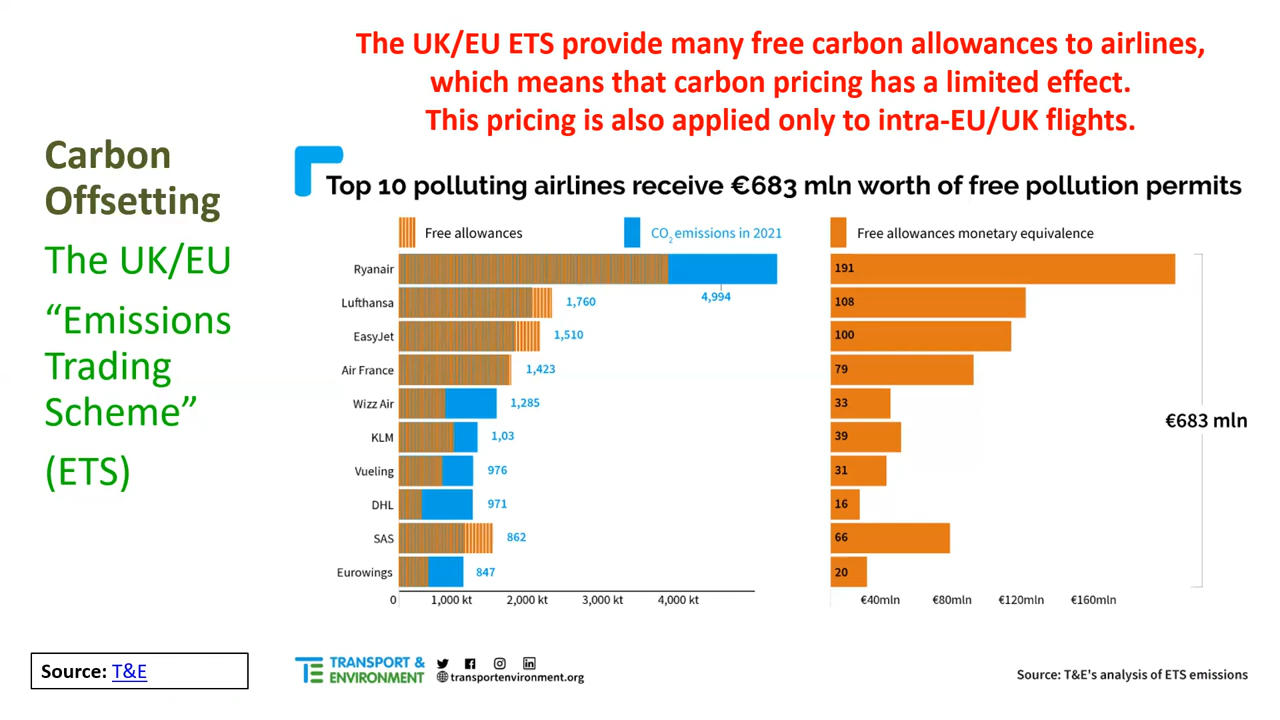 The UK/EU ETS provide many free carbon allowances to airlines,
which means that carbon pricing has a limited effect.
This pricing is also applied only to intra-EU/UK flights.
Carbon
Offsetting
The UK/EU
“Emissions
Trading
Scheme”
(ETS)
Top 10 polluting airlines receive €683 mln worth of free pollution permits
Free allowances
CO2 emissions in 2021
Free allowances monetary equivalence
Ryanair 4,994 191
Lufthansa 1,760 108
EasyJet 1,510 100
Air France 1,423 79
Wizz Air 1,285 33
KLM 1,03 39
Vueling 976 31
DHL 971 16
SAS 862 66
Eurowings 847 20
€683 mln
0 1,000 kt 2,000 kt 3,000 kt 4,000 kt
€40mln €80mln €120mln €160mln
Source: T&E
TE TRANSPORT &
ENVIRONMENT
transportenvironment.org
Source: T&E's analysis of ETS emissions